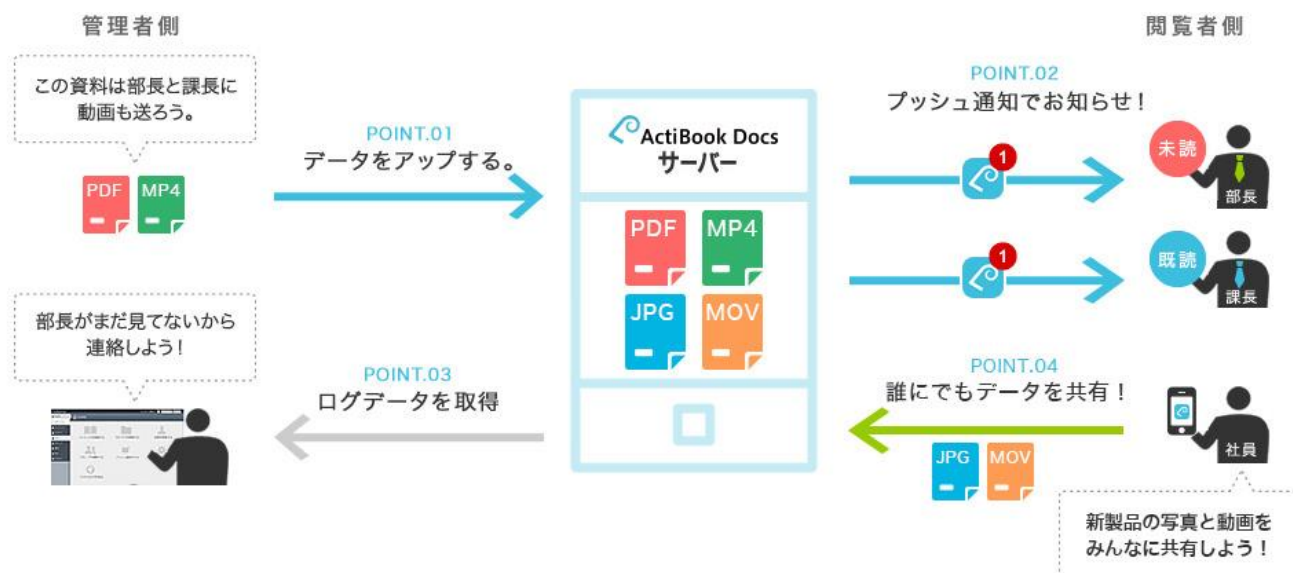 管理者側
この資料は部長と課長に
動画も送ろう。
PDF
MP4
POINT.01
データをアップする。
部長がまだ見てないから
連絡しよう！
POINT.03
ログデータを取得
ActiBook Docs
サーバー
PDF
MP4
JPG
MOV
閲覧者側
POINT.02
プッシュ通知でお知らせ！
1
未読
部長
1
既読
課長
POINT.04
誰にでもデータを共有！
JPG
MOV
社員
新製品の写真と動画を
みんなに共有しよう！